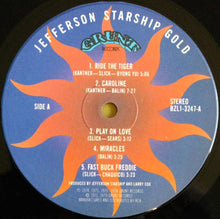 JEFFERSON STARSHIP GOLD
GRUNT
RECORDS
1. RIDE THE TIGER
(KANTNER—SLICK—BYONG YU) 5:06
2. CAROLINE
(KANTNER—BALIN) 7:27
SIDE A
STEREO
BZL1-3247-A
3. PLAY ON LOVE
(SLICK—SEARS) 3:12
4. MIRACLES
(BALIN) 3:25
5. FAST BUCK FREDDIE
(SLICK—CHAQUICO) 3:25
PRODUCED BY JEFFERSON STARSHIP AND LARRY COX